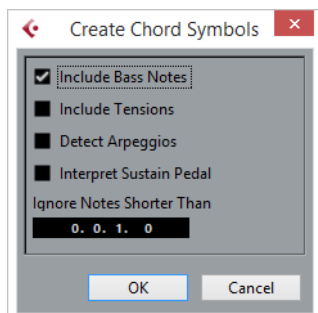 Create Chord Symbols
Include Bass Notes
Include Tensions
Detect Arpeggios
Interpret Sustain Pedal
Ignore Notes Shorter Than
0. 0. 1. 0
OK Cancel